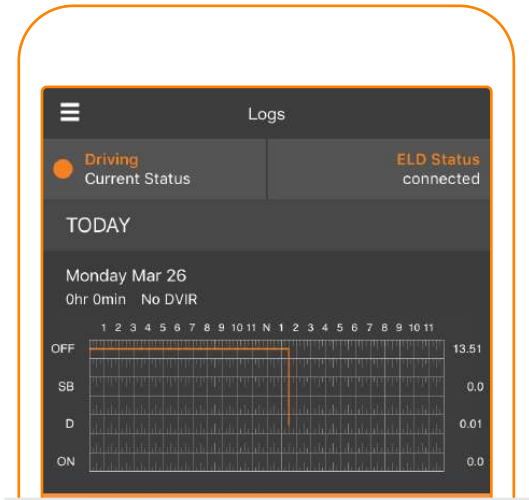 Logs
Driving
Current Status
ELD Status
connected
TODAY
Monday Mar 26
0hr 0min No DVIR
1 2 3 4 5 6 7 8 9 10 11 N 1 2 3 4 5 6 7 8 9 10 11
OFF 13.51
SB 0.0
D 0.01
ON 0.0